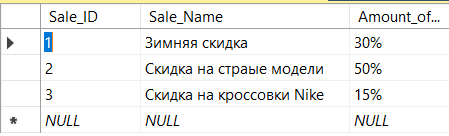 Sale_ID Sale_Name Amount_of...
1 Зимняя скидка 30%
2 Скидка на страые модели 50%
3 Скидка на кроссовки Nike 15%
NULL NULL NULL